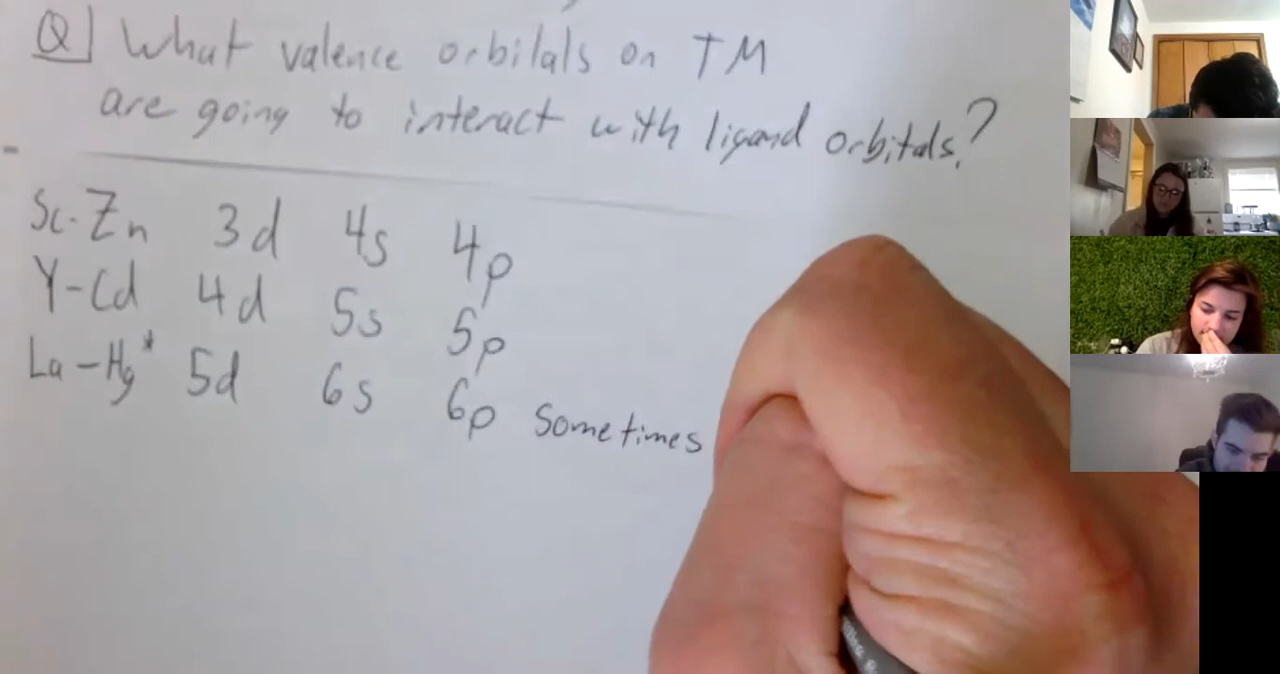 Q] What valence orbitals on TM
are going to interact with ligand orbitals?
Sc-Zn 3d 4s 4p
Y-Cd 4d 5s 5p
La-Hg* 5d 6s 6p Sometimes